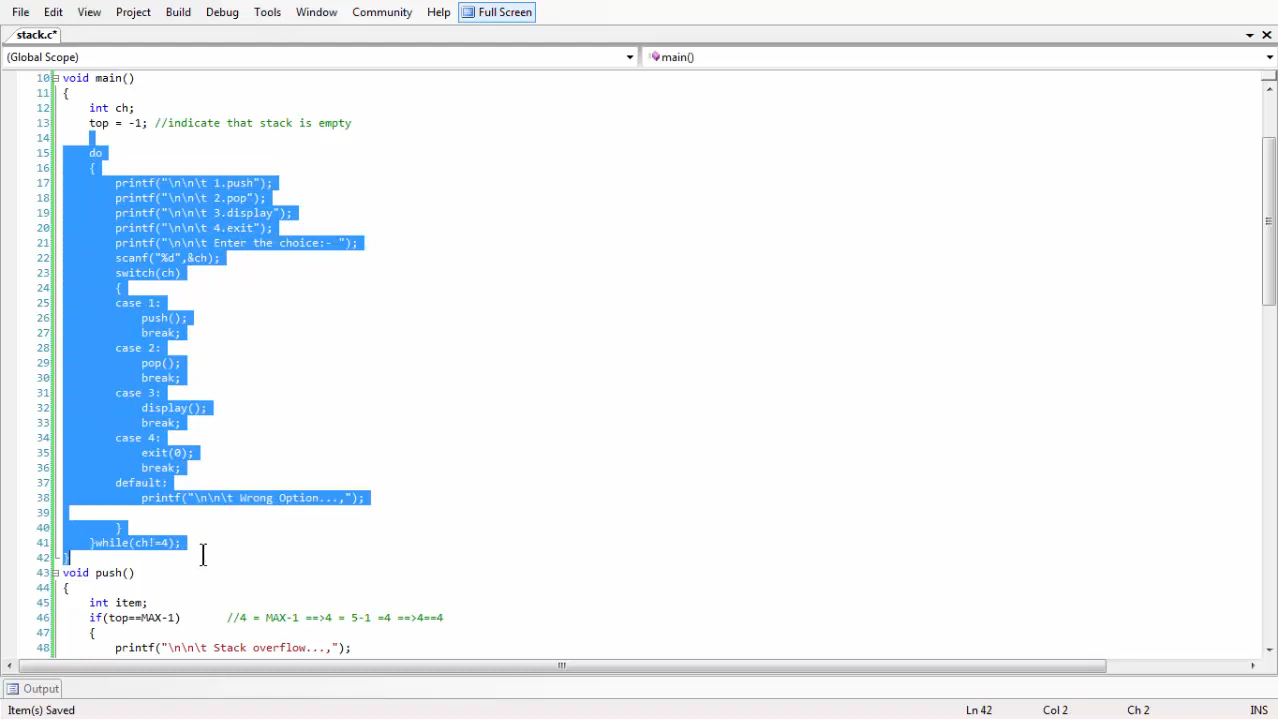 File Edit View Project Build Debug Tools Window Community Help Full Screen
stack.c*
(Global Scope) main()
10 void main()
11 {
12 int ch;
13 top = -1; //indicate that stack is empty
14
15 do
16 {
17 printf("\n\n\t 1.push");
18 printf("\n\n\t 2.pop");
19 printf("\n\n\t 3.display");
20 printf("\n\n\t 4.exit");
21 printf("\n\n\t Enter the choice:- ");
22 scanf("%d",&ch);
23 switch(ch)
24 {
25 case 1:
26 push();
27 break;
28 case 2:
29 pop();
30 break;
31 case 3:
32 display();
33 break;
34 case 4:
35 exit(0);
36 break;
37 default:
38 printf("\n\n\t Wrong Option...,");
39
40 }
41 }while(ch!=4);
42 }
43 void push()
44 {
45 int item;
46 if(top==MAX-1) //4 = MAX-1 ==>4 = 5-1 =4 ==>4==4
47 {
48 printf("\n\n\t Stack overflow...,");
Output
Item(s) Saved Ln 42 Col 2 Ch 2 INS